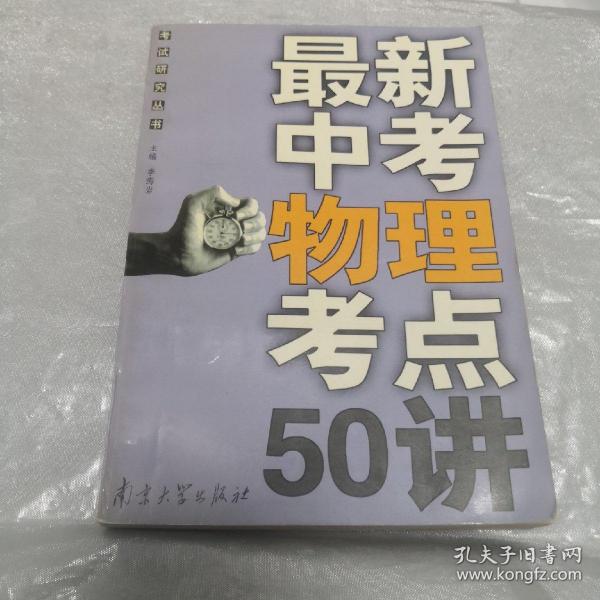 考试研究丛书
主编 李海岩
最新
中考
物理
考点
50讲
南京大学出版社
孔夫子旧书网
www.kongfz.com